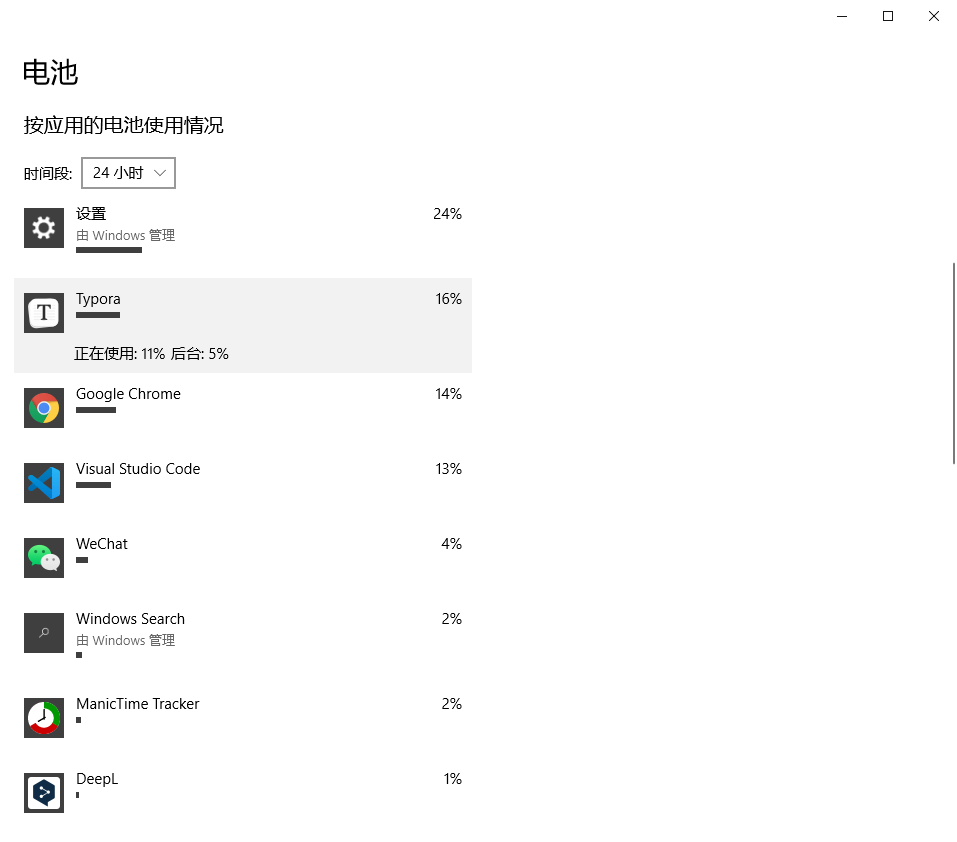 电池
按应用的电池使用情况
时间段: 24 小时
设置 24%
由 Windows 管理
Typora 16%
正在使用: 11% 后台: 5%
Google Chrome 14%
Visual Studio Code 13%
WeChat 4%
Windows Search 2%
由 Windows 管理
ManicTime Tracker 2%
DeepL 1%